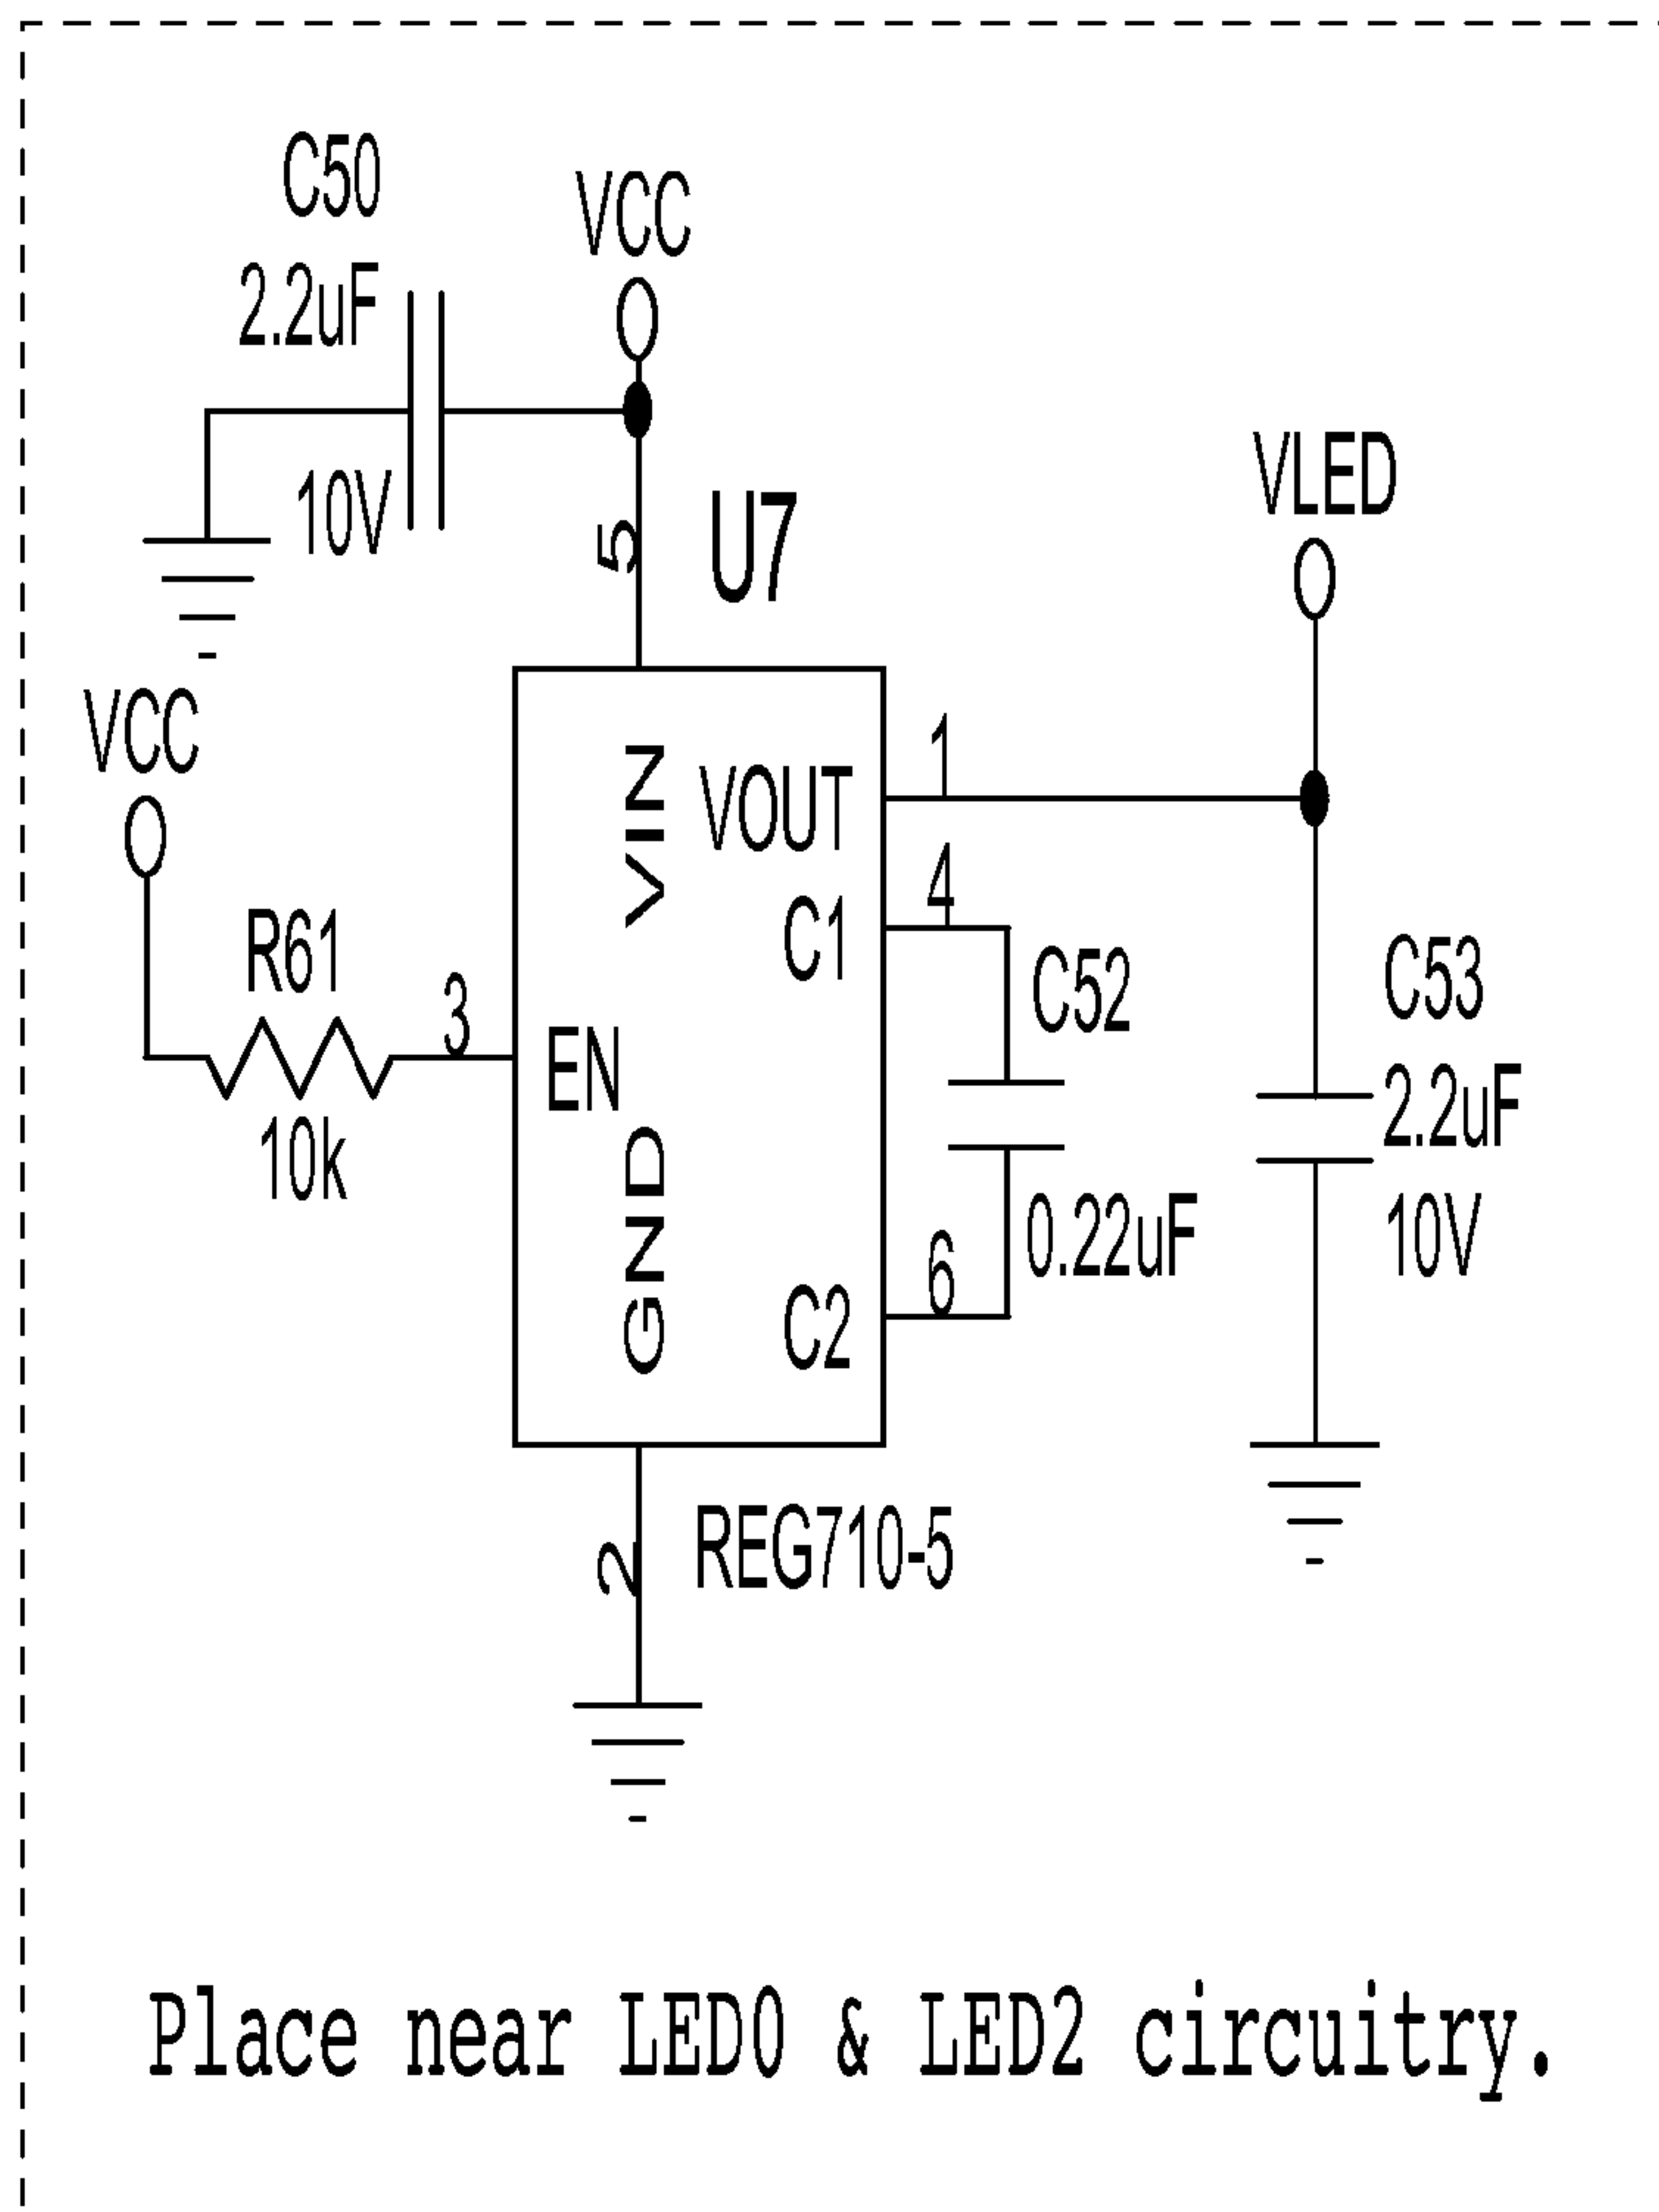 C50
2.2uF
10V
VCC
5
U7
VLED
VCC
R61
10k
3
VIN
VOUT
1
C1
4
EN
GND
C2
6
C52
0.22uF
C53
2.2uF
10V
2
REG710-5
Place near LED0 & LED2 circuitry.